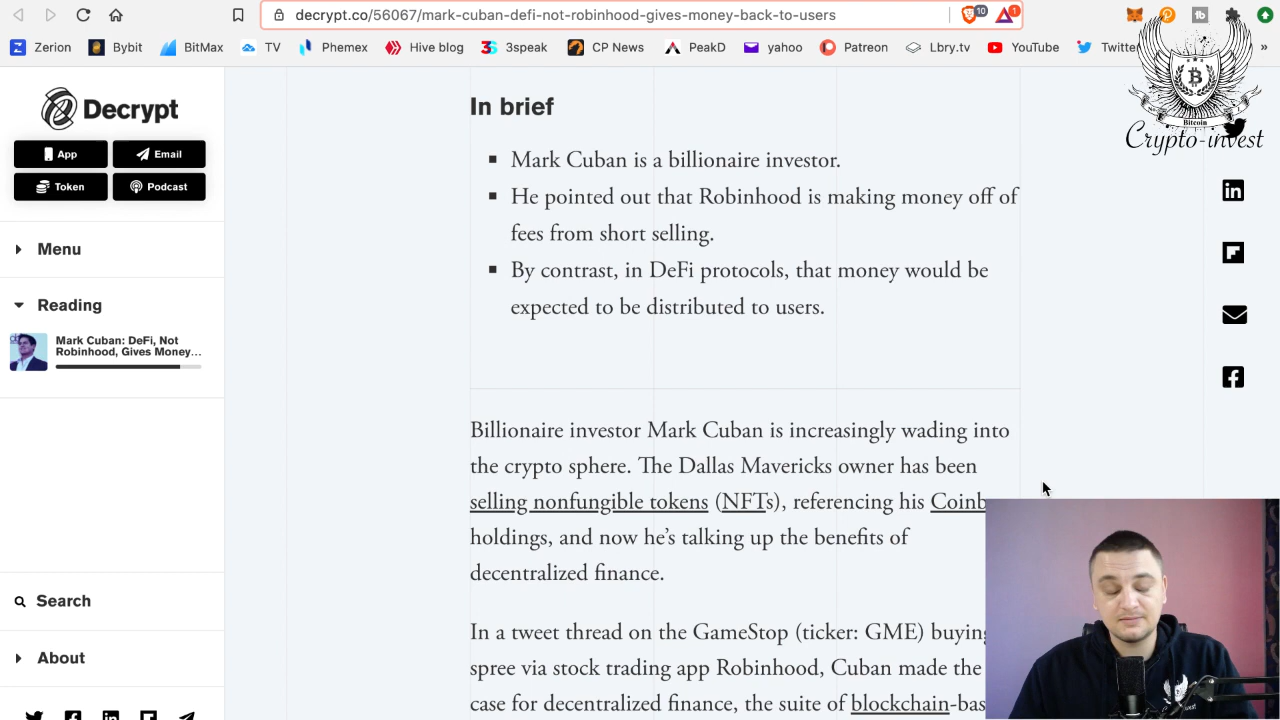 decrypt.co/56067/mark-cuban-defi-not-robinhood-gives-money-back-to-users
10
1
Zerion
Bybit
BitMax
TV
Phemex
Hive blog
3speak
CP News
PeakD
yahoo
Patreon
Lbry.tv
YouTube
Twitte
»
Bitcoin
Crypto-invest
Decrypt
App
Email
Token
Podcast
Menu
Reading
Mark Cuban: DeFi, Not
Robinhood, Gives Money...
Search
About
In brief
Mark Cuban is a billionaire investor.
He pointed out that Robinhood is making money off of
fees from short selling.
By contrast, in DeFi protocols, that money would be
expected to be distributed to users.
Billionaire investor Mark Cuban is increasingly wading into
the crypto sphere. The Dallas Mavericks owner has been
selling nonfungible tokens (NFTs), referencing his Coinb
holdings, and now he's talking up the benefits of
decentralized finance.
In a tweet thread on the GameStop (ticker: GME) buying
spree via stock trading app Robinhood, Cuban made the
case for decentralized finance, the suite of blockchain-bas